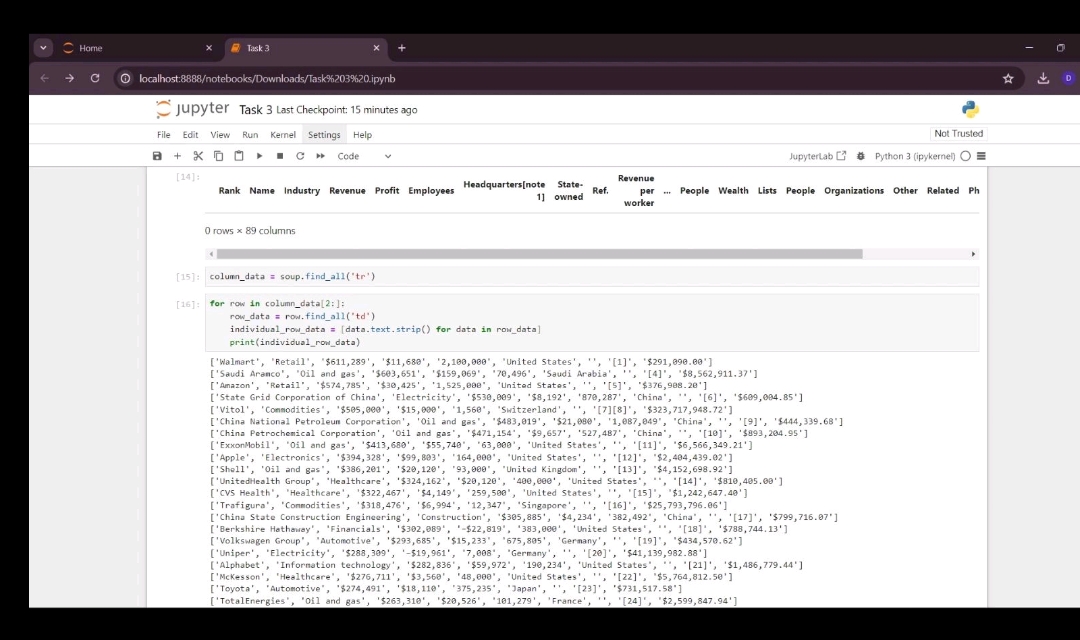 Home
Task 3
localhost:8888/notebooks/Downloads/Task%203%20.ipynb
D
jupyter Task 3 Last Checkpoint: 15 minutes ago
File Edit View Run Kernel Settings Help
Not Trusted
Code
JupyterLab
Python 3 (ipykernel)
[14]:
Rank Name Industry Revenue Profit Employees Headquarters[note 1] State-owned Ref. Revenue per worker ... People Wealth Lists People Organizations Other Related Ph
0 rows × 89 columns
[15]: column_data = soup.find_all('tr')
[16]: for row in column_data[2:]:
row_data = row.find_all('td')
individual_row_data = [data.text.strip() for data in row_data]
print(individual_row_data)
['Walmart', 'Retail', '$611,289', '$11,680', '2,100,000', 'United States', '', '[1]', '$291,090.00']
['Saudi Aramco', 'Oil and gas', '$603,651', '$159,069', '70,496', 'Saudi Arabia', '', '[4]', '$8,562,911.37']
['Amazon', 'Retail', '$574,785', '$30,425', '1,525,000', 'United States', '', '[5]', '$376,908.20']
['State Grid Corporation of China', 'Electricity', '$530,009', '$8,192', '870,287', 'China', '', '[6]', '$609,004.85']
['Vitol', 'Commodities', '$505,000', '$15,000', '1,560', 'Switzerland', '', '[7][8]', '$323,717,948.72']
['China National Petroleum Corporation', 'Oil and gas', '$483,019', '$21,080', '1,087,049', 'China', '', '[9]', '$444,339.68']
['China Petrochemical Corporation', 'Oil and gas', '$471,154', '$9,657', '527,487', 'China', '', '[10]', '$893,204.95']
['ExxonMobil', 'Oil and gas', '$413,680', '$55,740', '63,000', 'United States', '', '[11]', '$6,566,349.21']
['Apple', 'Electronics', '$394,328', '$99,803', '164,000', 'United States', '', '[12]', '$2,404,439.02']
['Shell', 'Oil and gas', '$386,201', '$20,120', '93,000', 'United Kingdom', '', '[13]', '$4,152,698.92']
['UnitedHealth Group', 'Healthcare', '$324,162', '$20,120', '400,000', 'United States', '', '[14]', '$810,405.00']
['CVS Health', 'Healthcare', '$322,467', '$4,149', '259,500', 'United States', '', '[15]', '$1,242,647.40']
['Trafigura', 'Commodities', '$318,476', '$6,994', '12,347', 'Singapore', '', '[16]', '$25,793,796.06']
['China State Construction Engineering', 'Construction', '$305,885', '$4,234', '382,492', 'China', '', '[17]', '$799,716.07']
['Berkshire Hathaway', 'Financials', '$302,089', '-$22,819', '383,000', 'United States', '', '[18]', '$788,744.13']
['Volkswagen Group', 'Automotive', '$293,685', '$15,233', '675,805', 'Germany', '', '[19]', '$434,570.62']
['Uniper', 'Electricity', '$288,309', '-$19,961', '7,008', 'Germany', '', '[20]', '$41,139,982.88']
['Alphabet', 'Information technology', '$282,836', '$59,972', '190,234', 'United States', '', '[21]', '$1,486,779.44']
['McKesson', 'Healthcare', '$276,711', '$3,560', '48,000', 'United States', '', '[22]', '$5,764,812.50']
['Toyota', 'Automotive', '$274,491', '$18,110', '375,235', 'Japan', '', '[23]', '$731,517.58']
['TotalEnergies', 'Oil and gas', '$263,310', '$20,526', '101,279', 'France', '', '[24]', '$2,599,847.94']